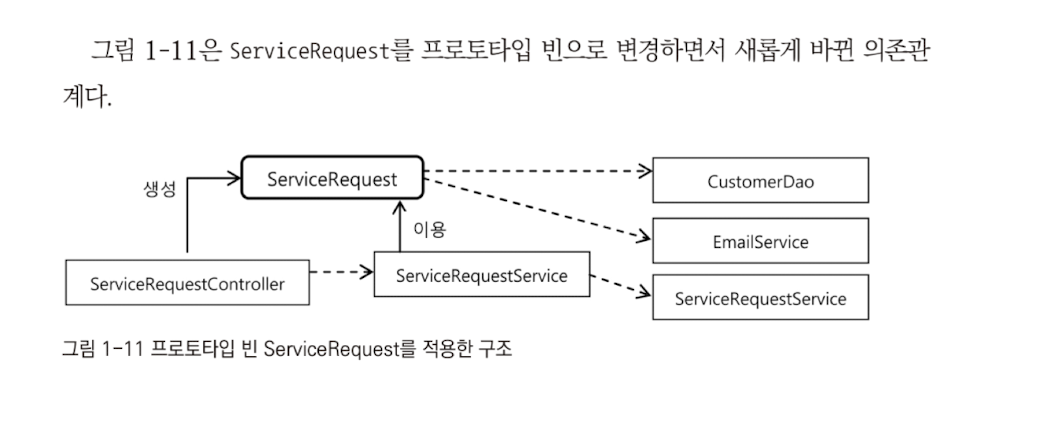 그림 1-11은 ServiceRequest를 프로토타입 빈으로 변경하면서 새롭게 바뀐 의존관
계다.
ServiceRequest
CustomerDao
생성
이용
EmailService
ServiceRequestController
ServiceRequestService
ServiceRequestService
그림 1-11 프로토타입 빈 ServiceRequest를 적용한 구조